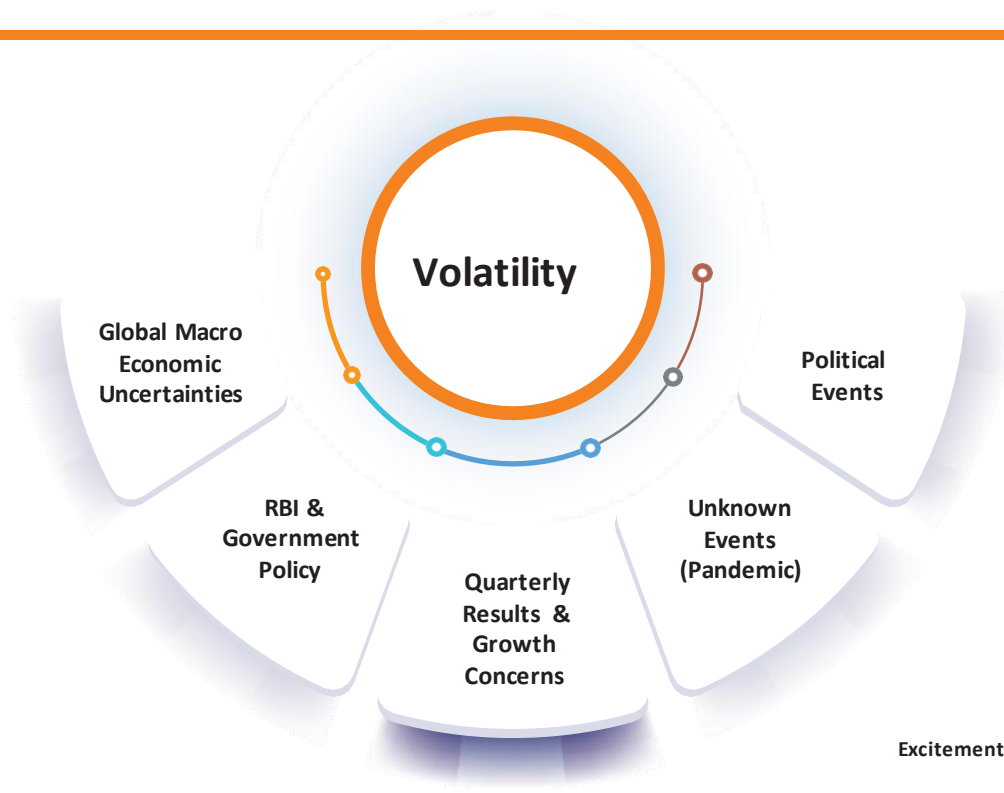 Volatility
Global Macro
Economic
Uncertainties
RBI &
Government
Policy
Quarterly
Results &
Growth
Concerns
Unknown
Events
(Pandemic)
Political
Events
Excitement